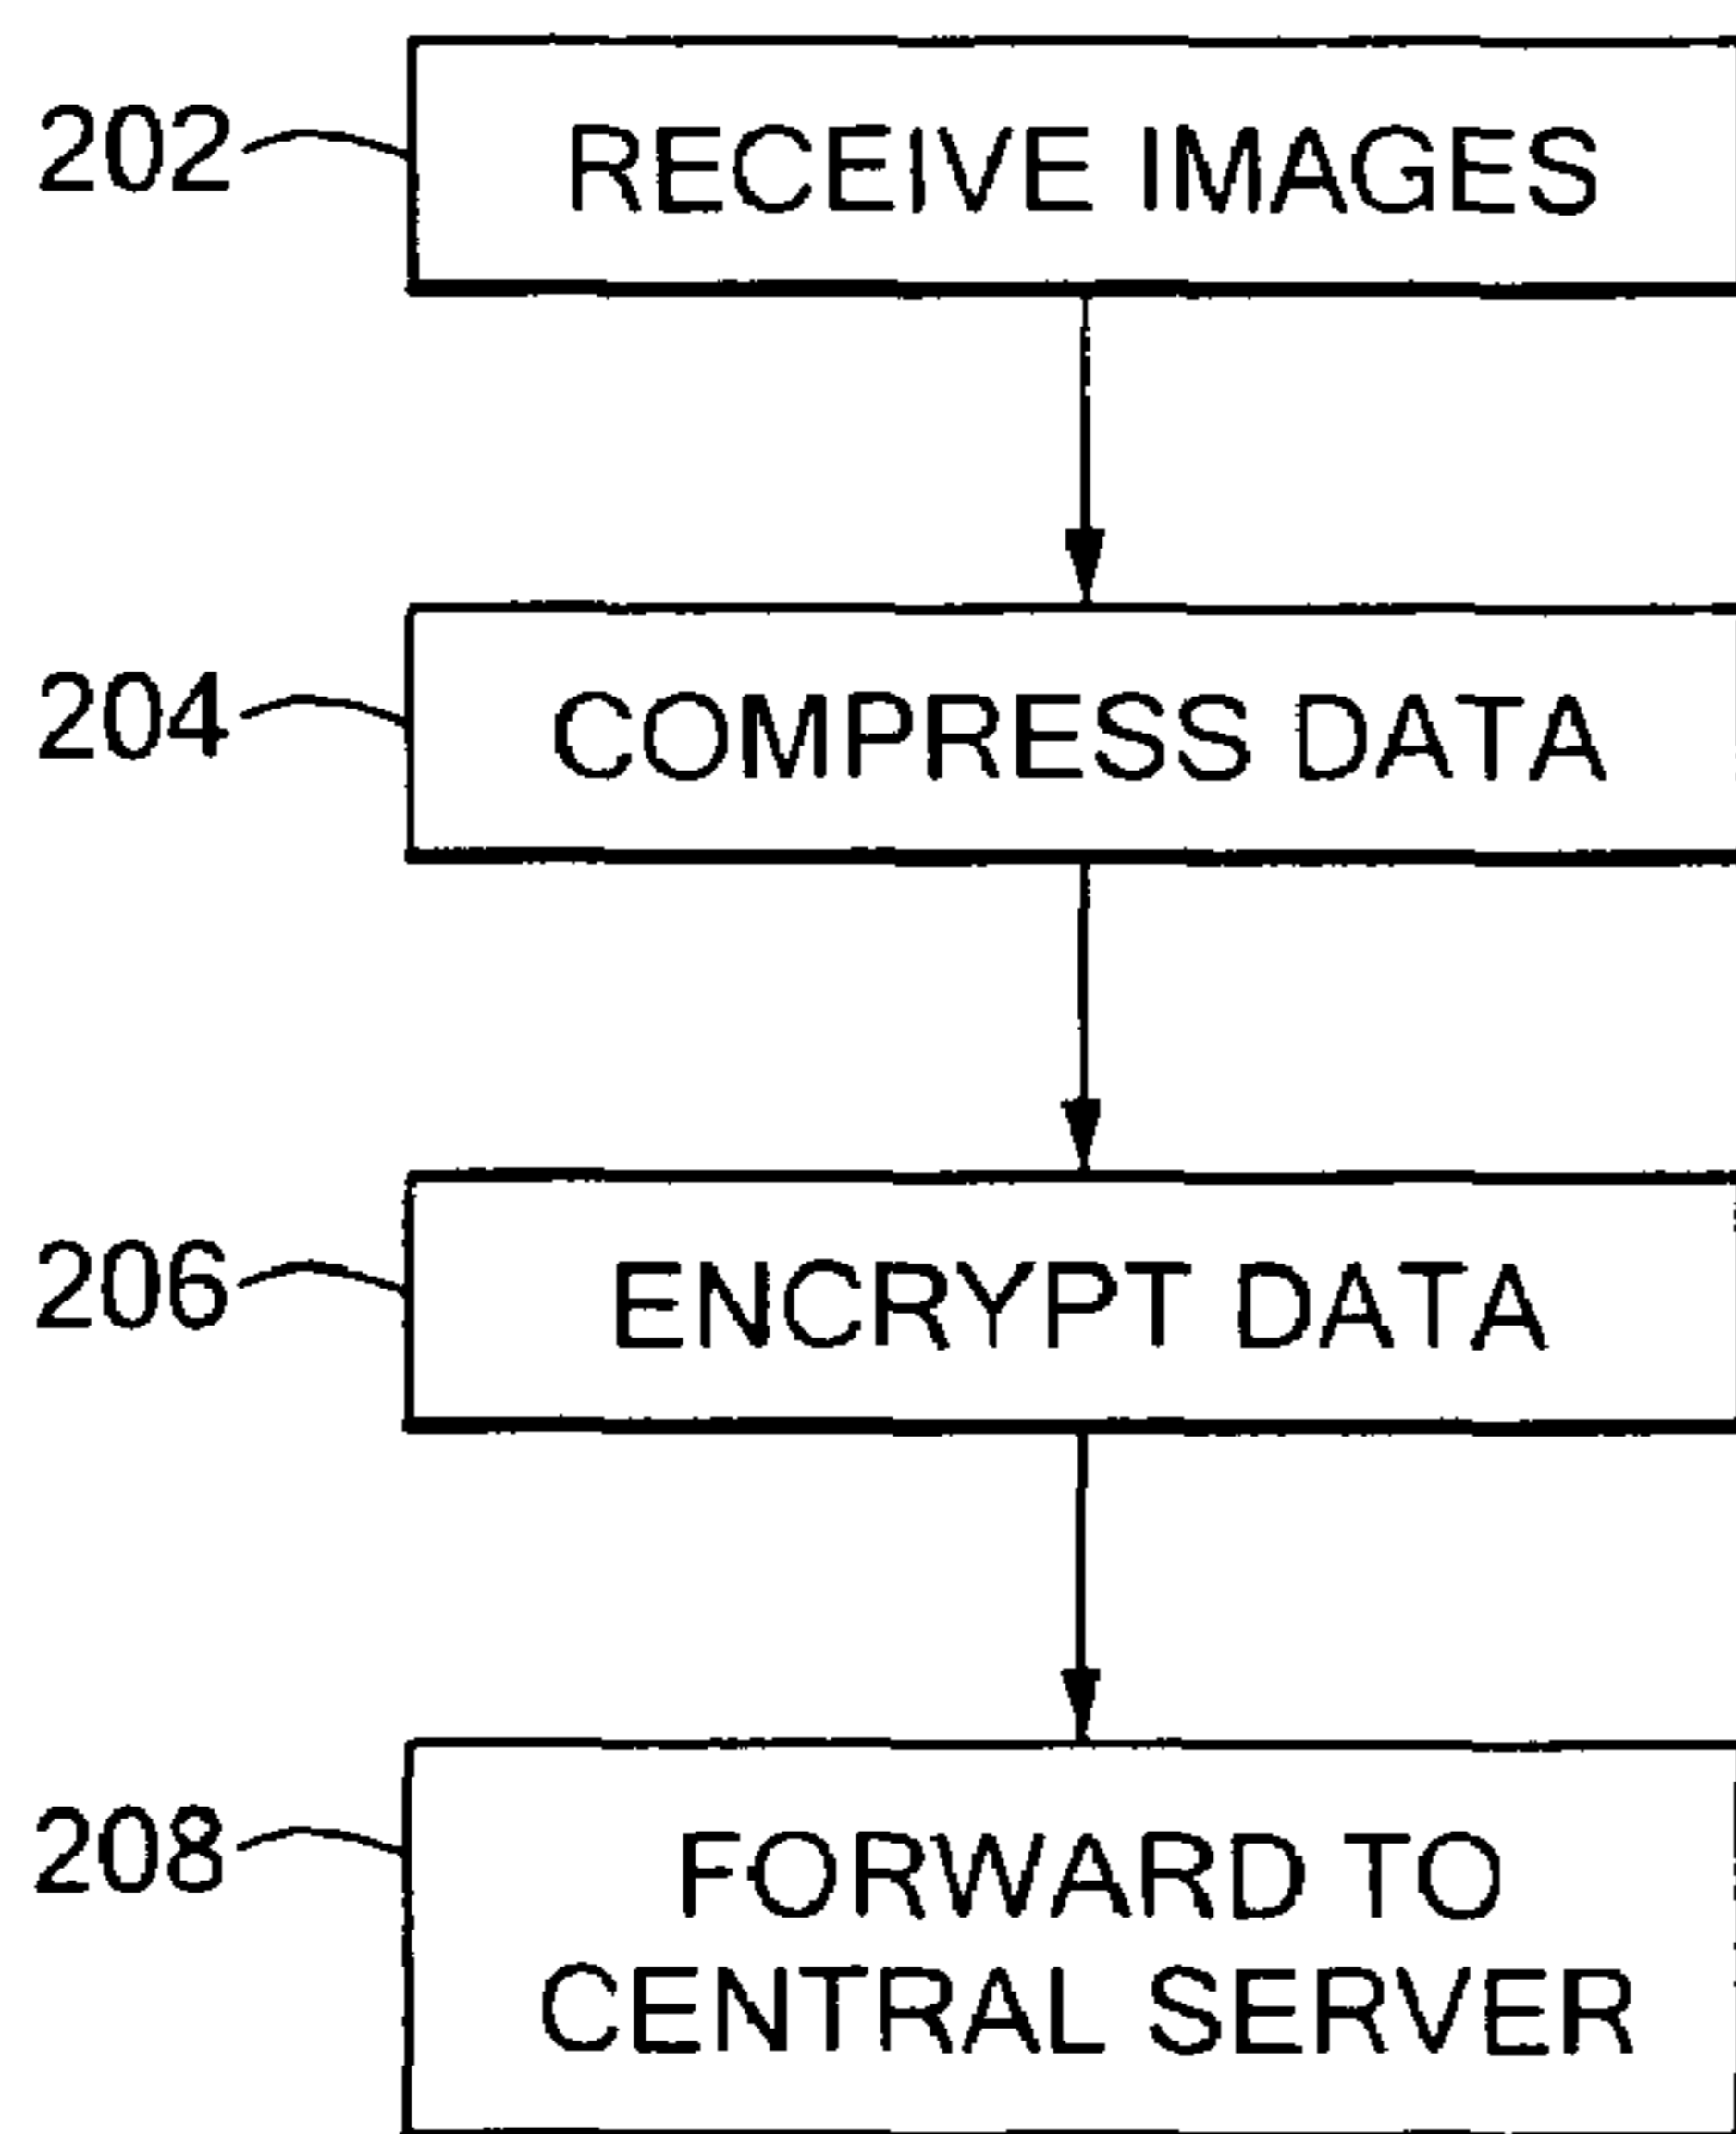 202 RECEIVE IMAGES
204 COMPRESS DATA
206 ENCRYPT DATA
208 FORWARD TO
CENTRAL SERVER